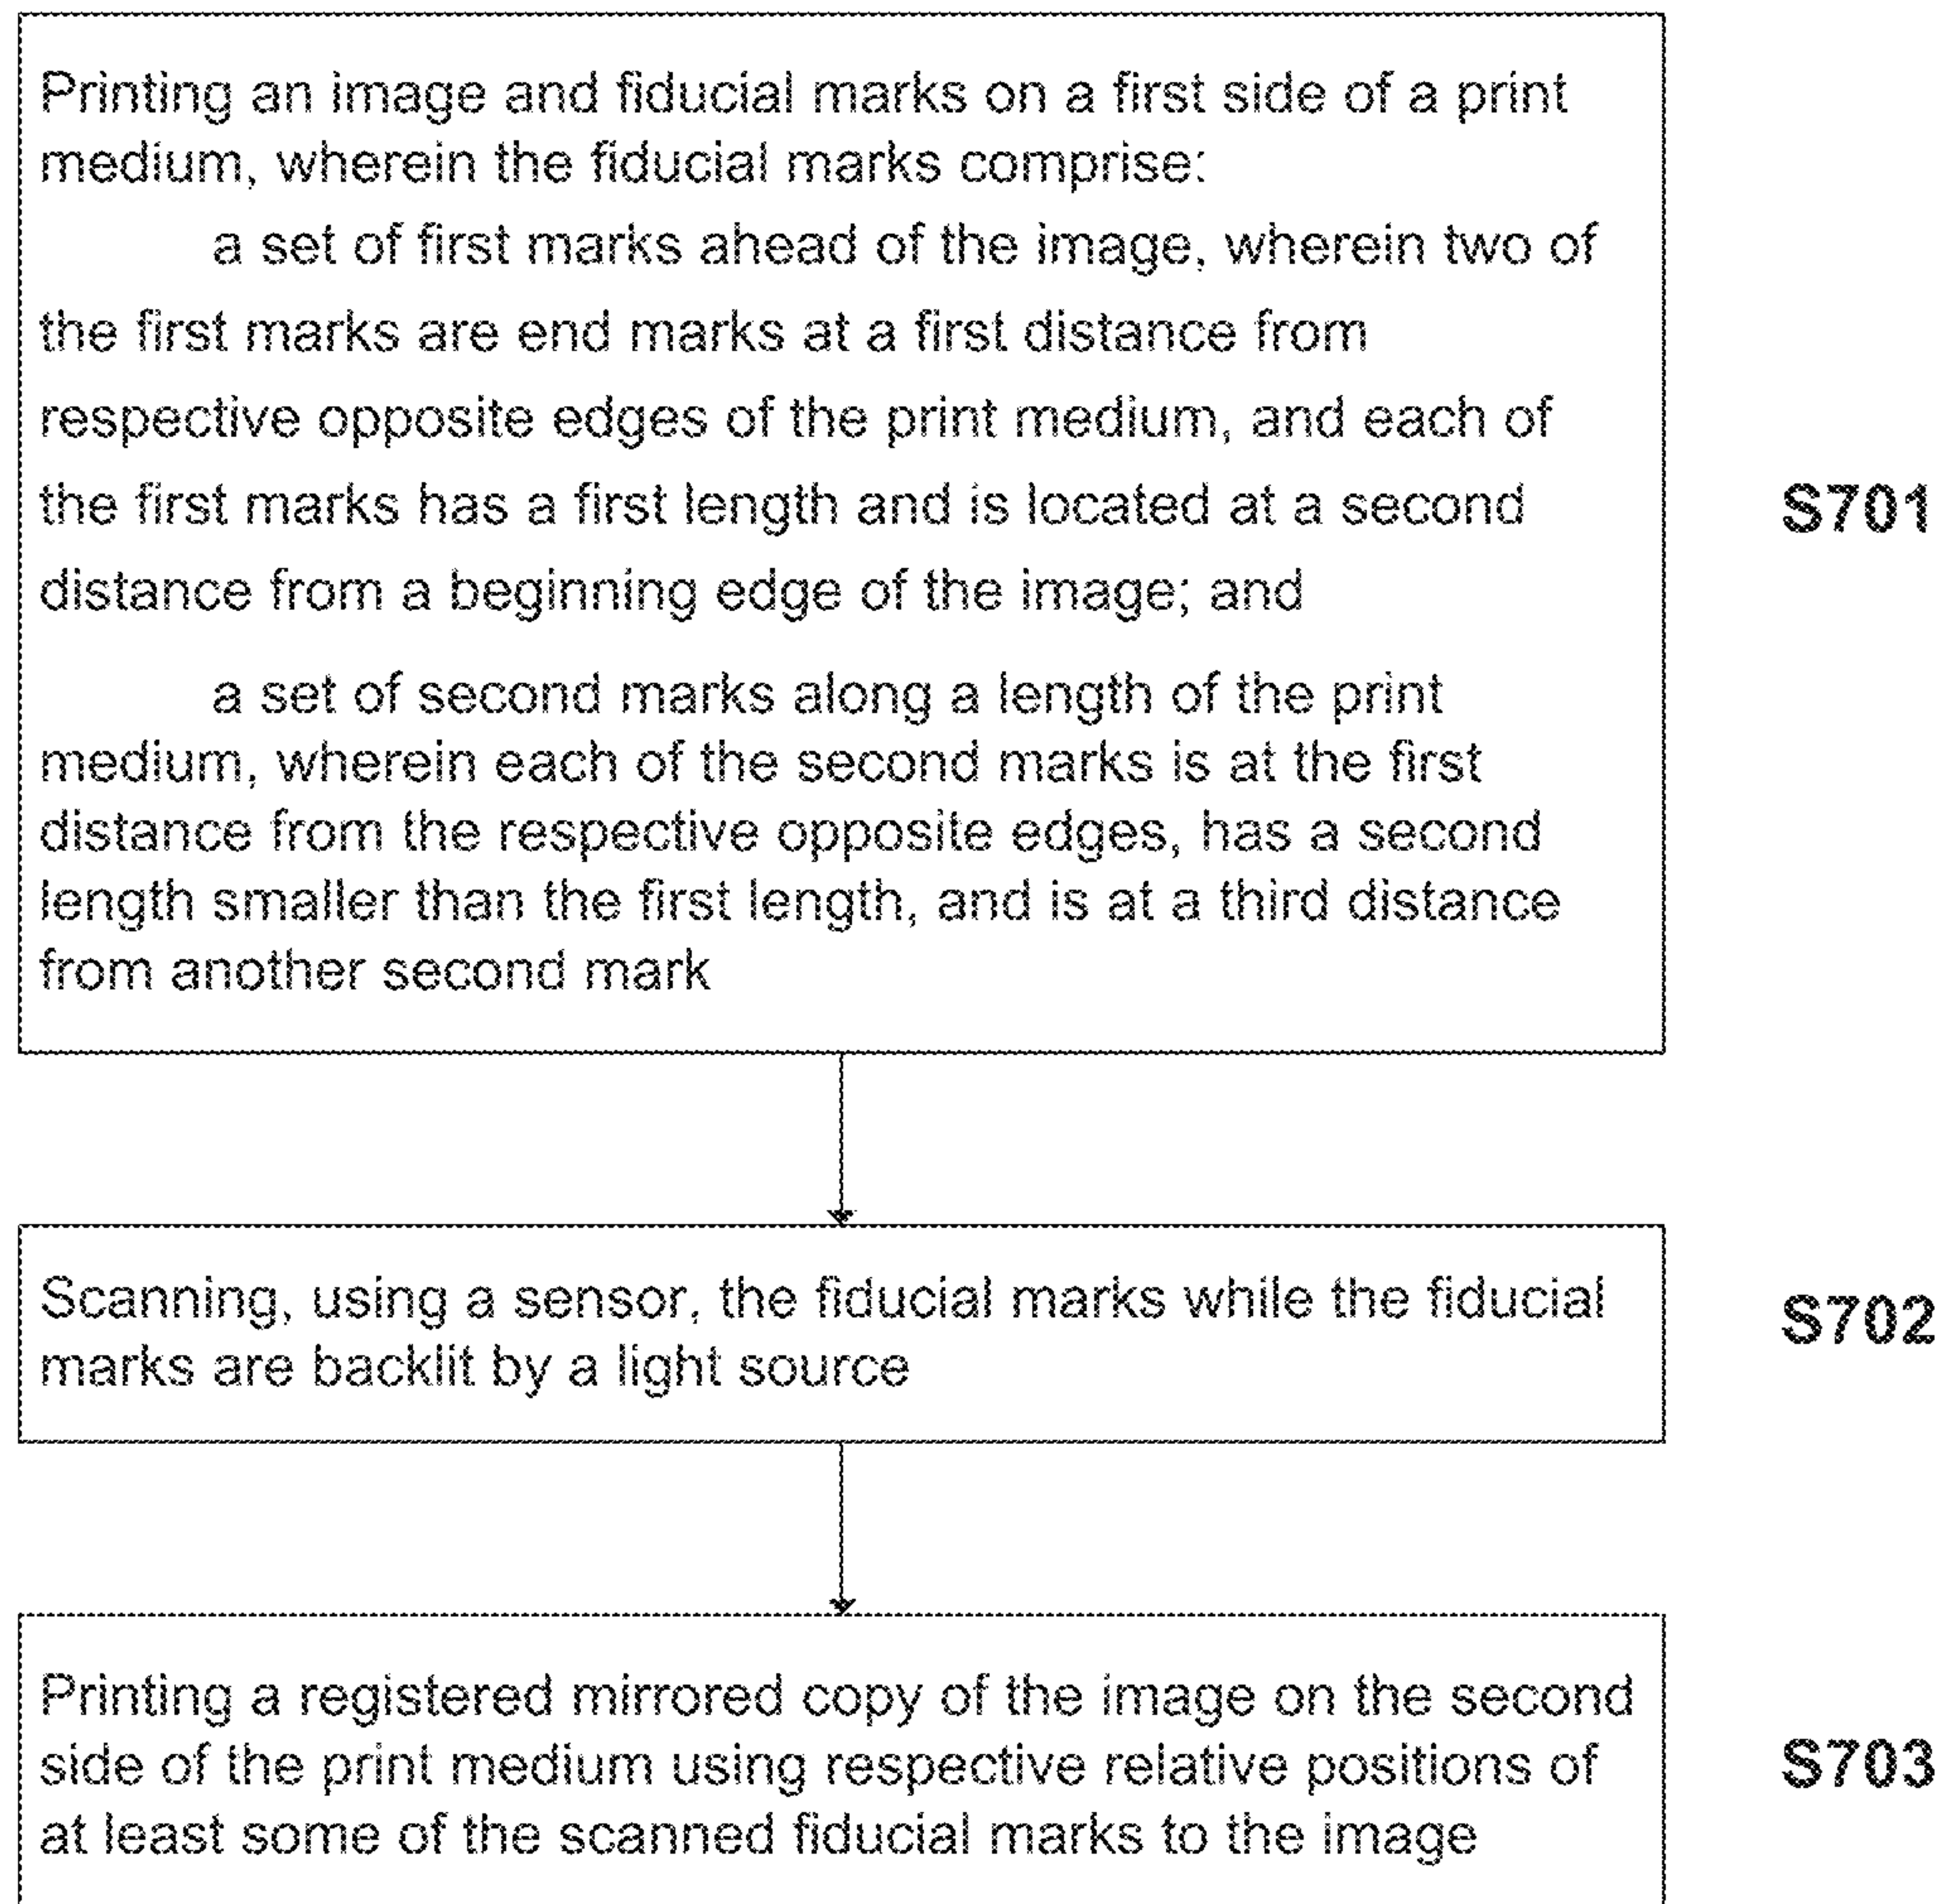 Printing an image and fiducial marks on a first side of a print
medium, wherein the fiducial marks comprise:
a set of first marks ahead of the image, wherein two of
the first marks are end marks at a first distance from
respective opposite edges of the print medium, and each of
the first marks has a first length and is located at a second
distance from a beginning edge of the image; and
a set of second marks along a length of the print
medium, wherein each of the second marks is at the first
distance from the respective opposite edges, has a second
length smaller than the first length, and is at a third distance
from another second mark
S701
Scanning, using a sensor, the fiducial marks while the fiducial
marks are backlit by a light source
S702
Printing a registered mirrored copy of the image on the second
side of the print medium using respective relative positions of
at least some of the scanned fiducial marks to the image
S703